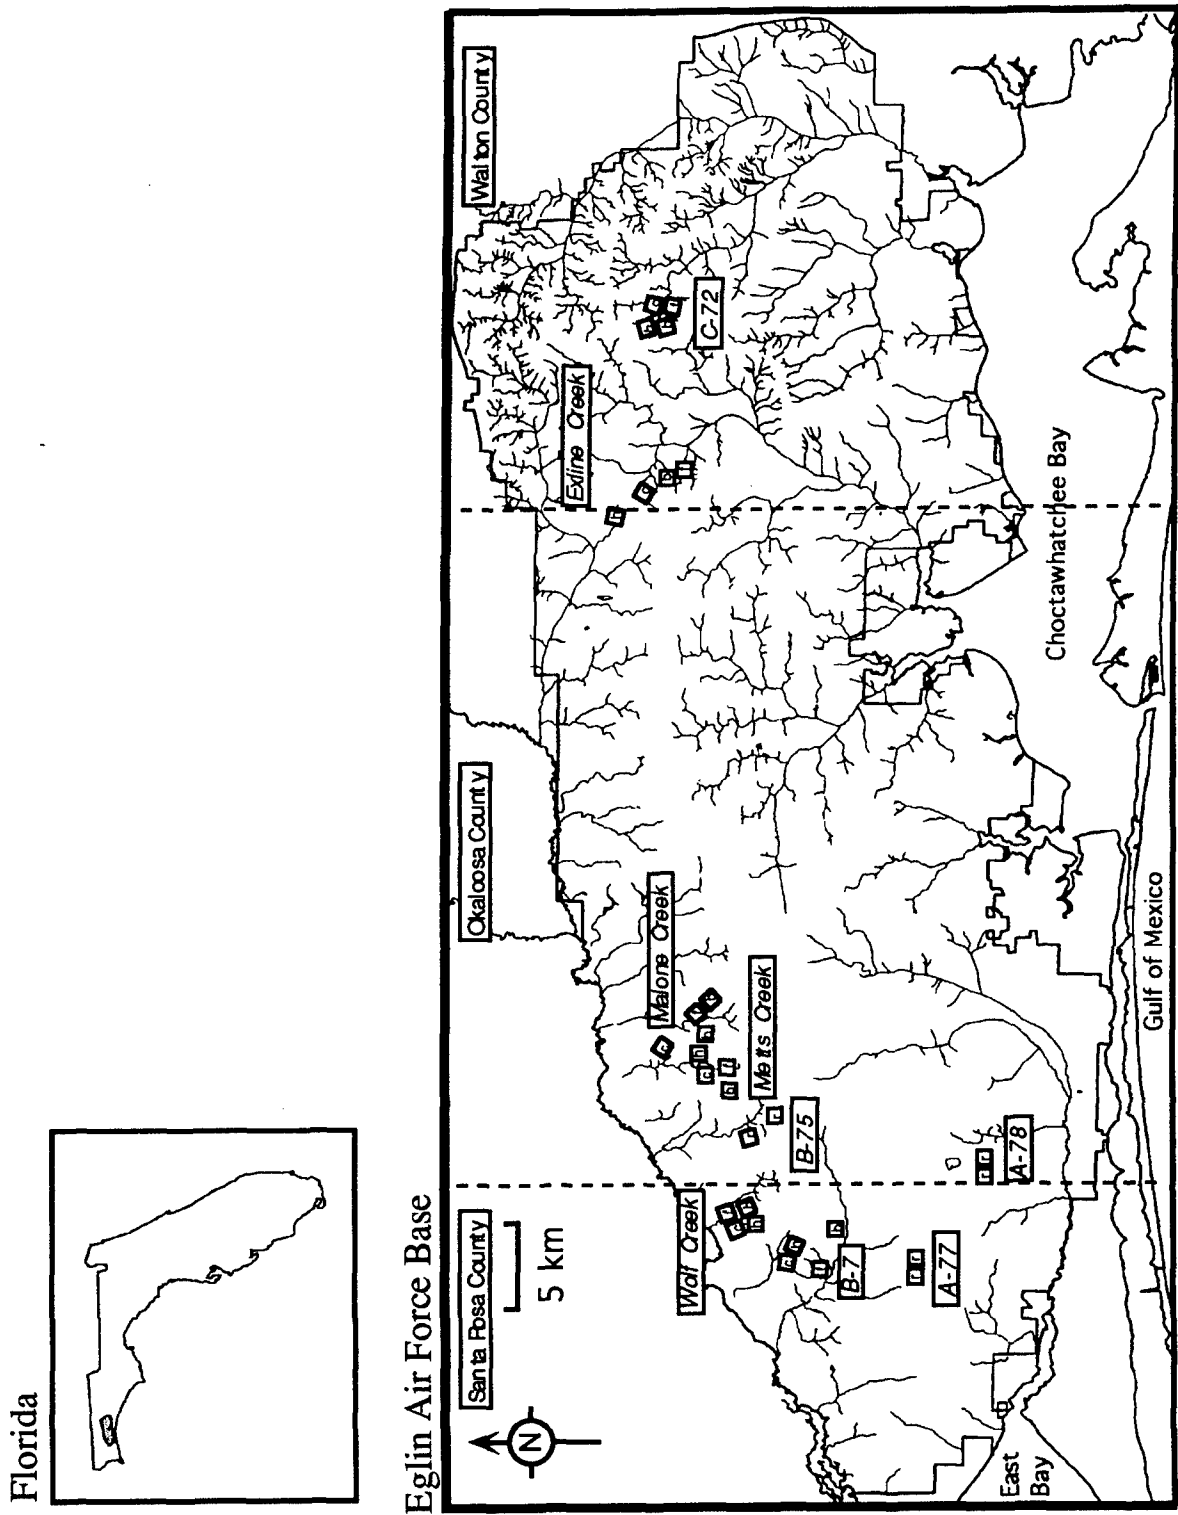 Florida
Eglin Air Force Base
Santa Rosa County
Okaloosa County
Walton County
N
5 km
Wolf Creek
Malone Creek
Exline Creek
Metts Creek
C-72
B-75
B-7
A-77
A-78
East
Bay
Choctawhatchee Bay
Gulf of Mexico